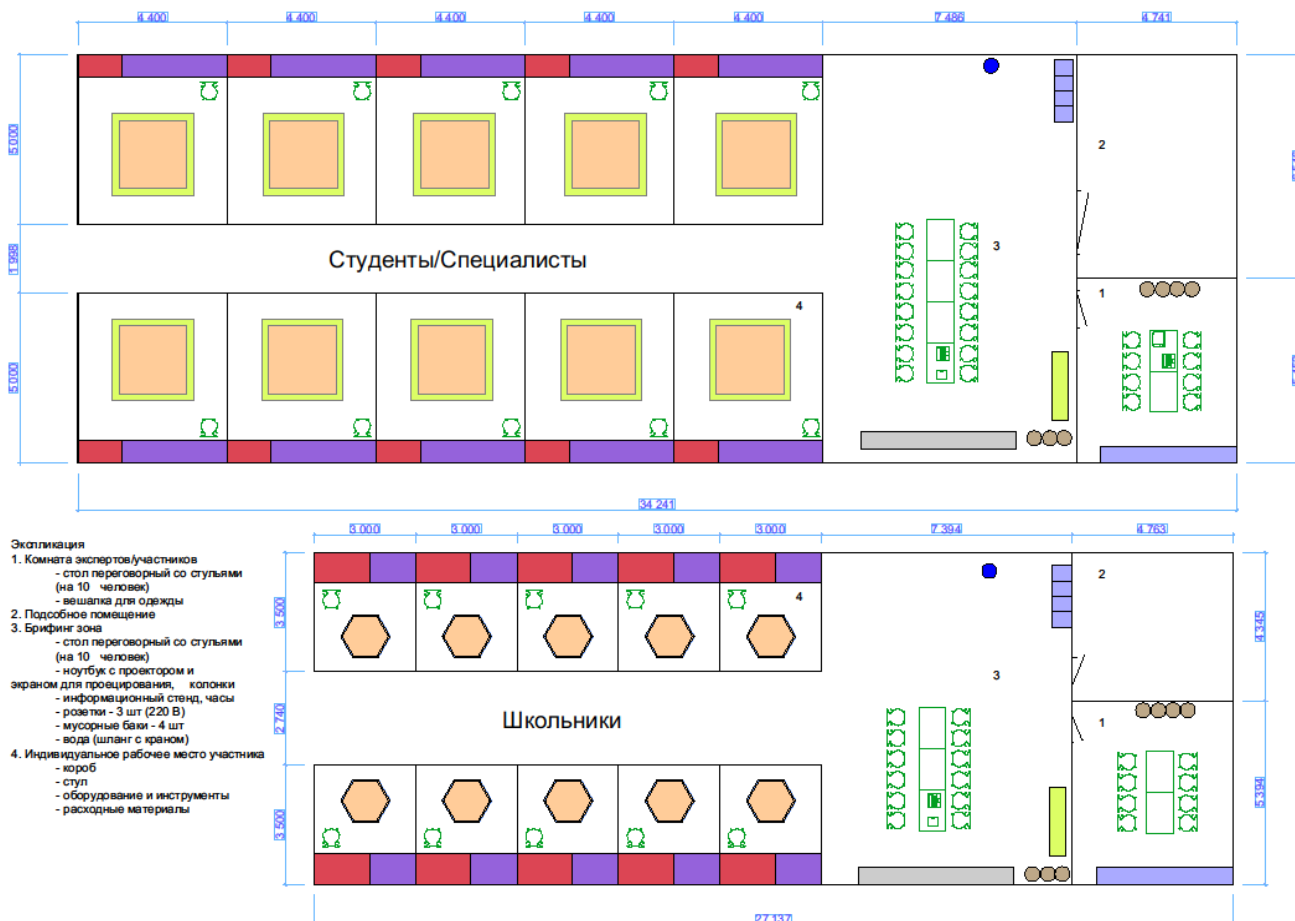 4.400 4.400 4.400 4.400 4.400 7.486 4.741
5.000
2
3
Студенты/Специалисты
1.998
1
4
5.000
34.241
3.000 3.000 3.000 3.000 3.000 7.394 4.763
Экспликация
1. Комната экспертов/участников
- стол переговорный со стульями
(на 10 человек)
- вешалка для одежды
2. Подсобное помещение
3. Брифинг зона
- стол переговорный со стульями
(на 10 человек)
- ноутбук с проектором и
экраном для проецирования, колонки
- информационный стенд, часы
- розетки - 3 шт (220 В)
- мусорные баки - 4 шт
- вода (шланг с краном)
4. Индивидуальное рабочее место участника
- короб
- стул
- оборудование и инструменты
- расходные материалы
3.500
4
2
4.345
3
2.740
Школьники
1
5.394
3.500
27.137